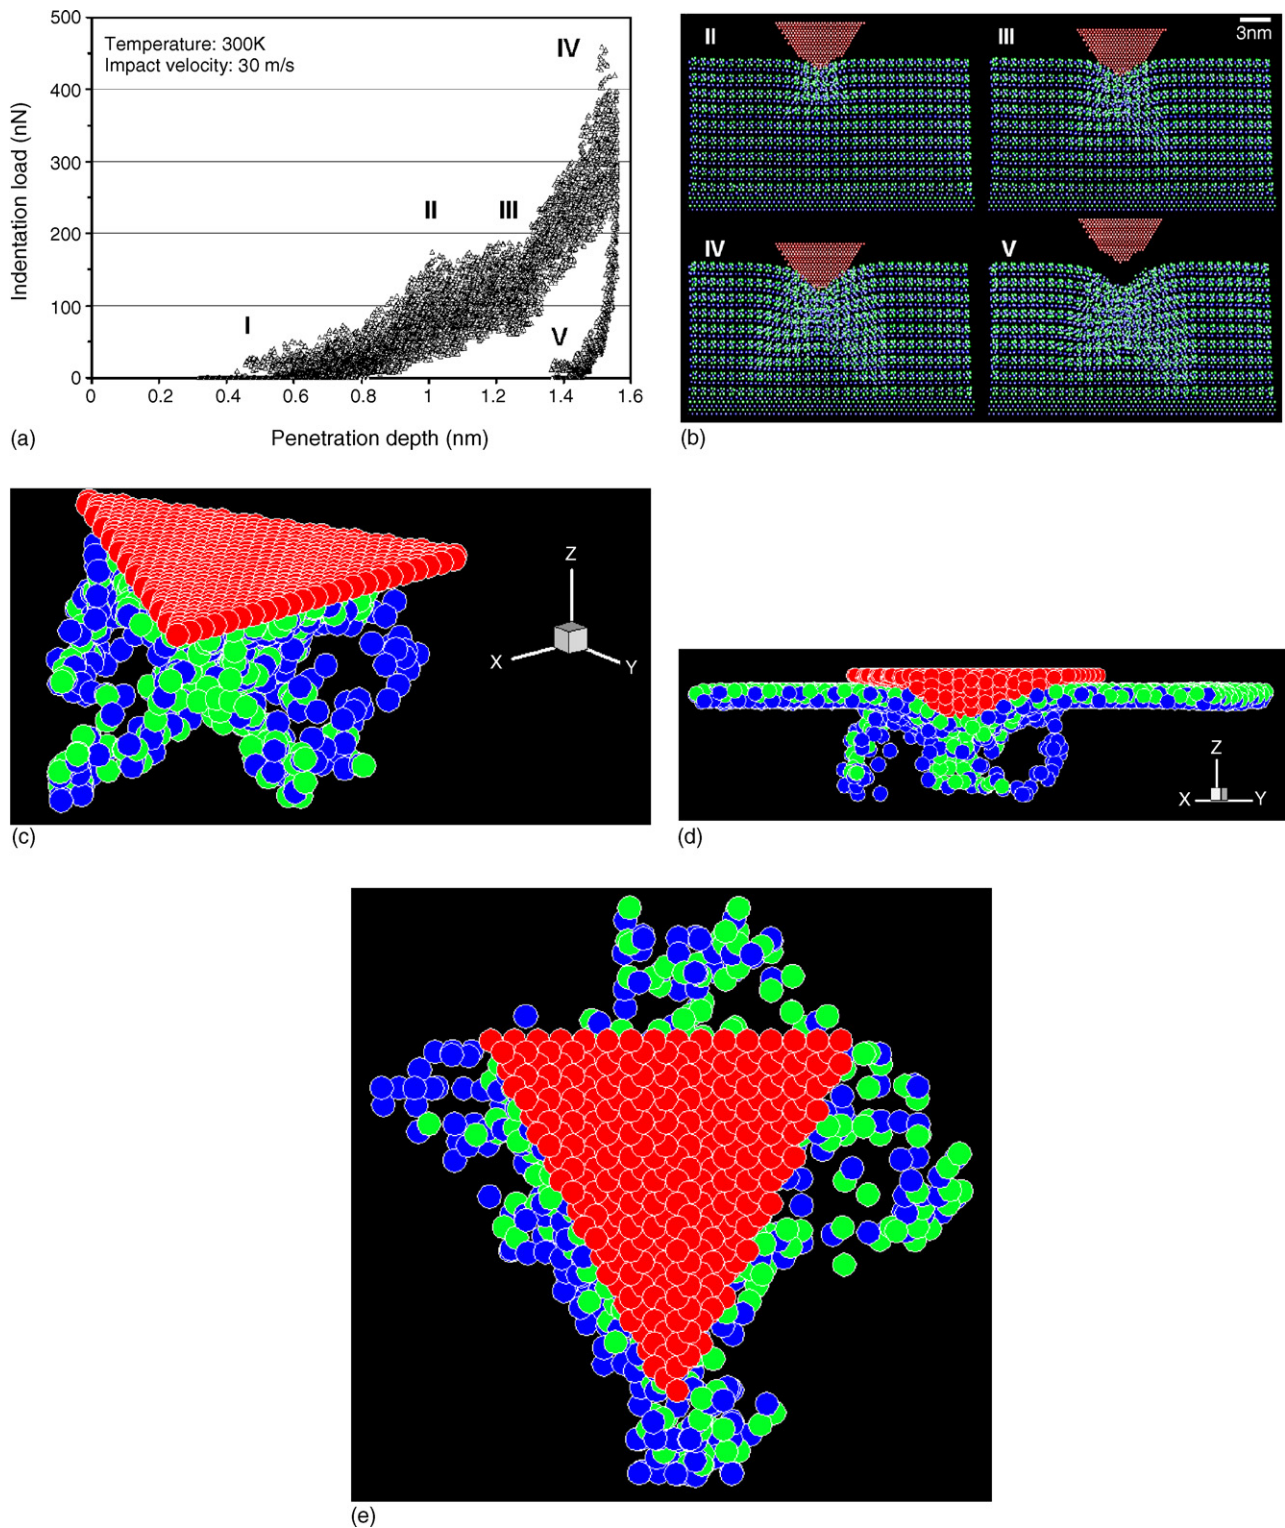 500
Temperature: 300K
Impact velocity: 30 m/s
IV
400
300
II
III
200
100
I
V
0
0
0.2
0.4
0.6
0.8
1
1.2
1.4
1.6
Indentation load (nN)
Penetration depth (nm)
(a)
II
III
3nm
IV
V
(b)
Z
X
Y
(c)
Z
X
Y
(d)
(e)